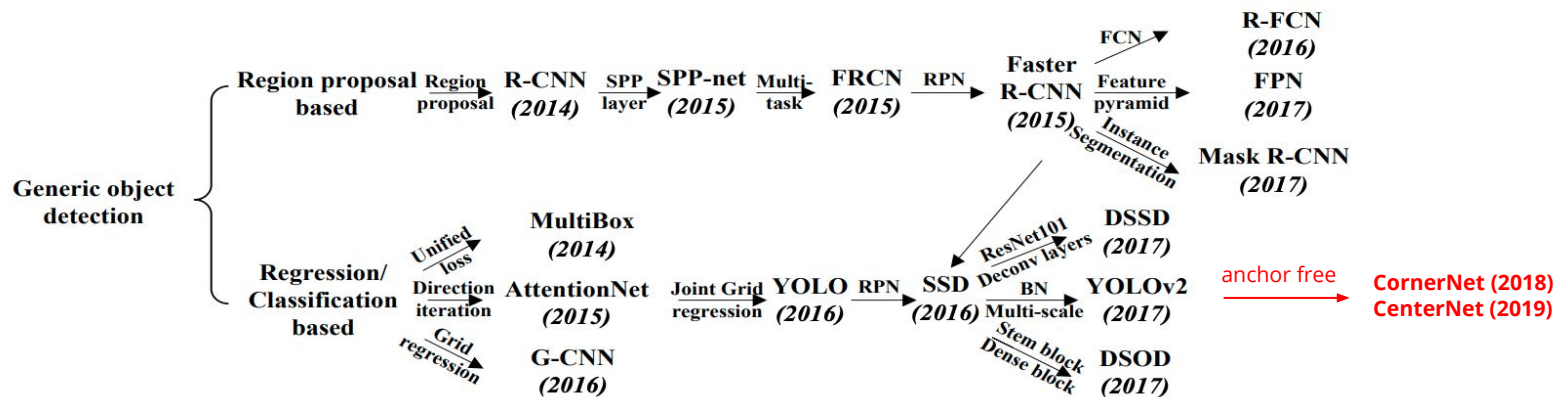 Generic object
detection
Region proposal
based
Region
proposal
R-CNN
(2014)
SPP
layer
SPP-net
(2015)
Multi-
task
FRCN
(2015)
RPN
Faster
R-CNN
(2015)
FCN
R-FCN
(2016)
Feature
pyramid
FPN
(2017)
Instance
Segmentation
Mask R-CNN
(2017)
Regression/
Classification
based
Unified
loss
MultiBox
(2014)
Direction
iteration
AttentionNet
(2015)
Grid
regression
G-CNN
(2016)
Joint Grid
regression
YOLO
(2016)
RPN
SSD
(2016)
ResNet101
Deconv layers
DSSD
(2017)
BN
Multi-scale
YOLOv2
(2017)
Stem block
Dense block
DSOD
(2017)
anchor free
CornerNet (2018)
CenterNet (2019)